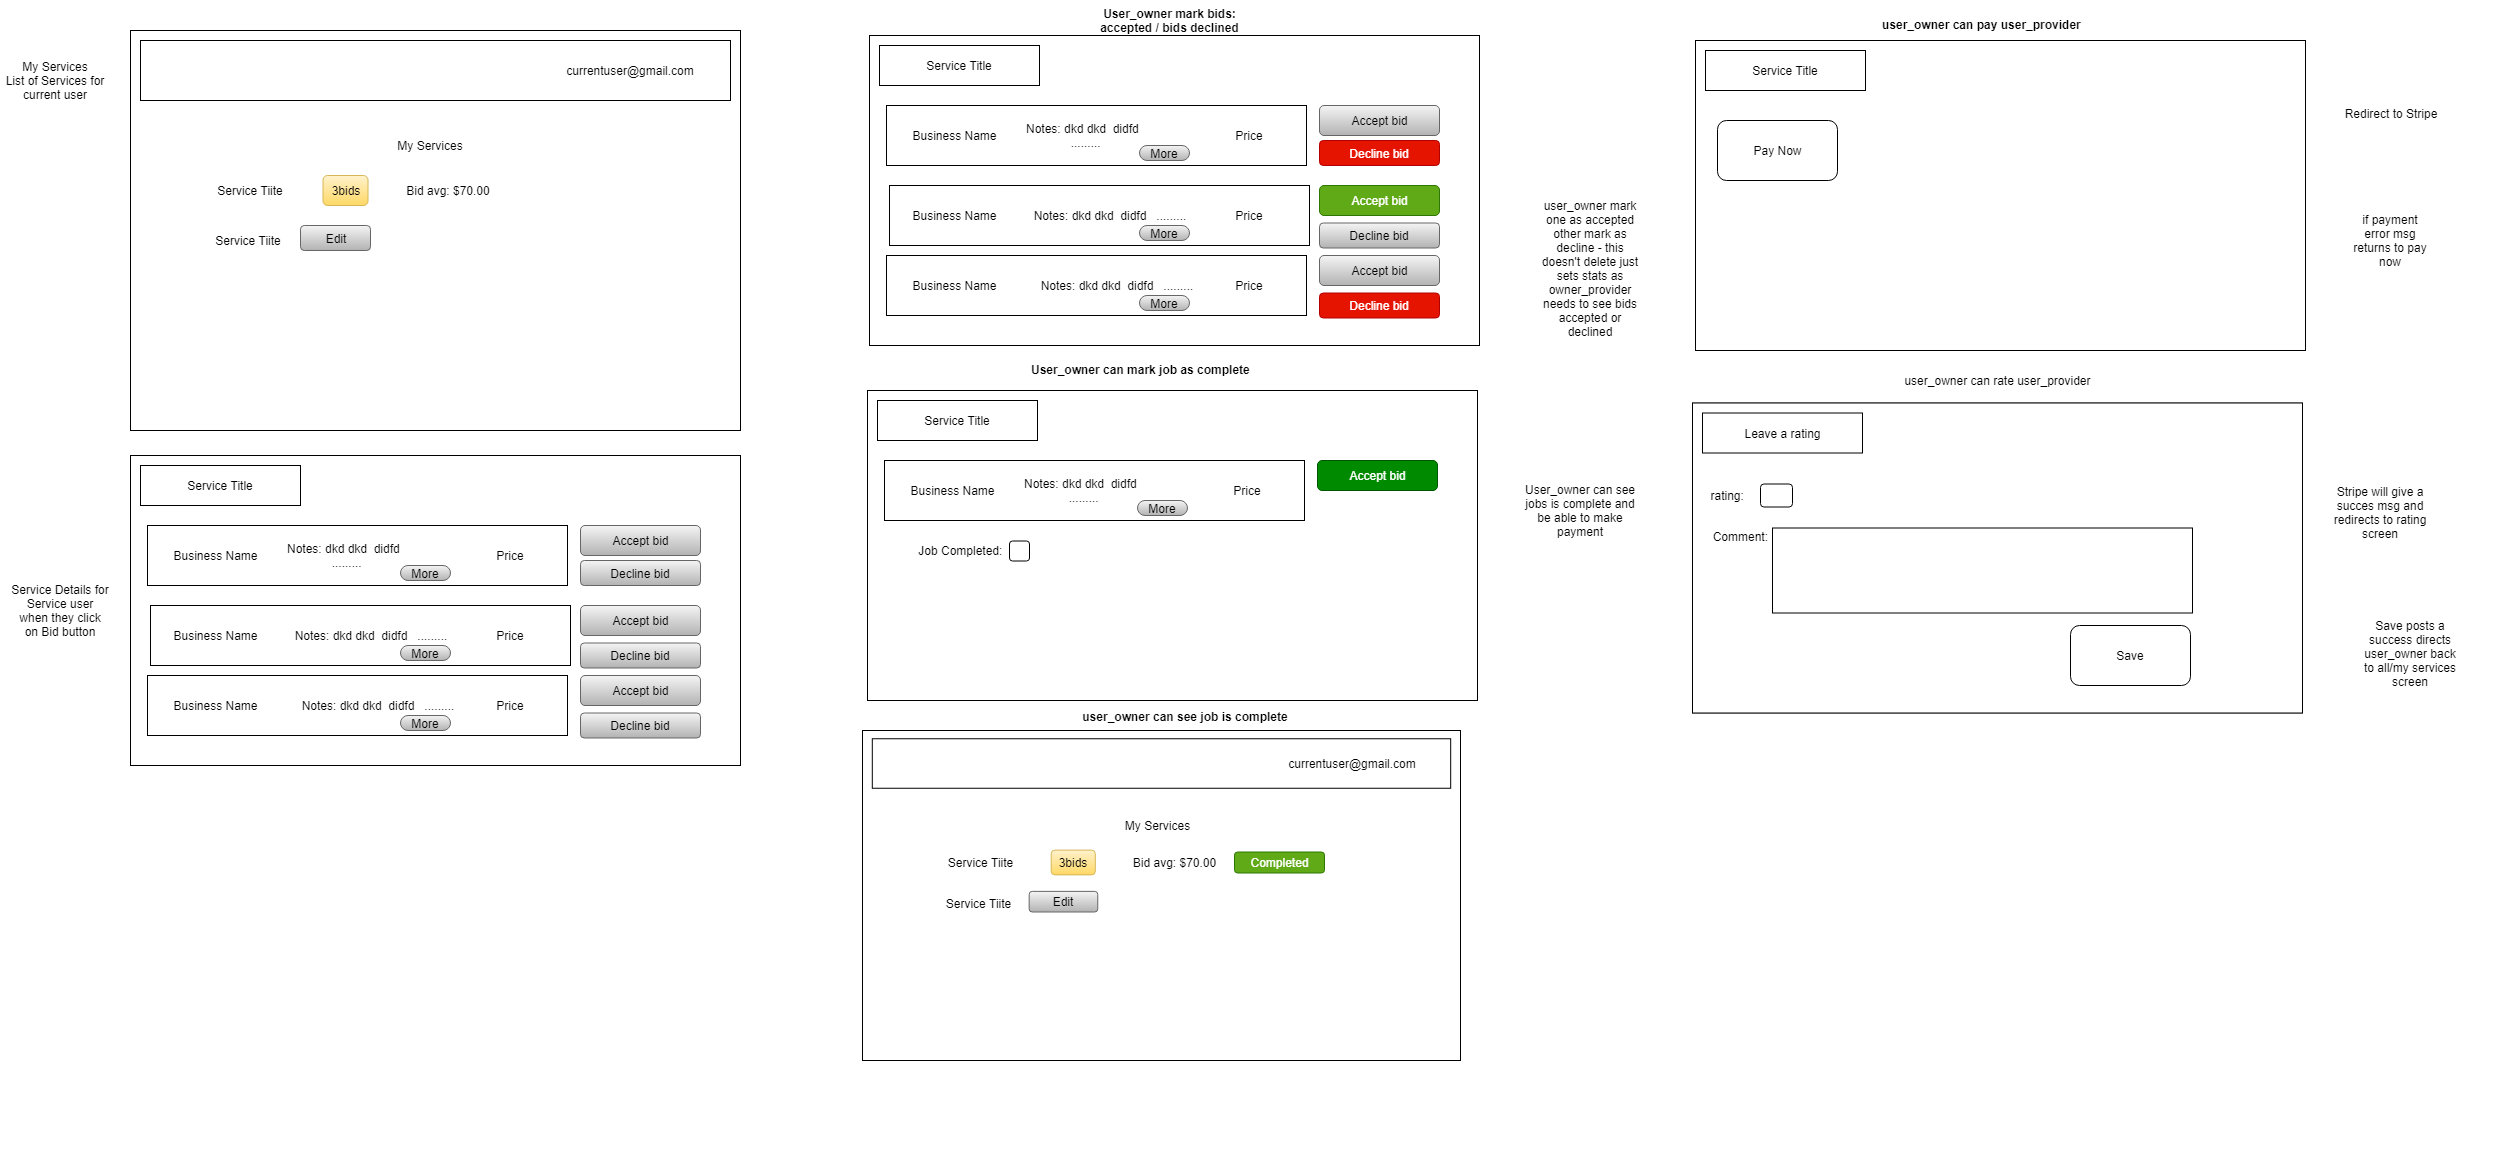 My Services
List of Services for
current user
currentuser@gmail.com
My Services
Service Tiite
3bids
Bid avg: $70.00
Service Tiite
Edit
Service Details for
Service user
when they click
on Bid button
Service Title
Business Name
Notes: dkd dkd  didfd
.........
More
Price
Accept bid
Decline bid
Business Name
Notes: dkd dkd  didfd   .........
More
Price
Accept bid
Decline bid
Business Name
Notes: dkd dkd  didfd   .........
More
Price
Accept bid
Decline bid
User_owner mark bids:
accepted / bids declined
Service Title
Business Name
Notes: dkd dkd  didfd
.........
More
Price
Accept bid
Decline bid
Business Name
Notes: dkd dkd  didfd   .........
More
Price
Accept bid
Decline bid
Business Name
Notes: dkd dkd  didfd   .........
More
Price
Accept bid
Decline bid
user_owner mark
one as accepted
other mark as
decline - this
doesn't delete just
sets stats as
owner_provider
needs to see bids
accepted or
declined
User_owner can mark job as complete
Service Title
Business Name
Notes: dkd dkd  didfd
.........
More
Price
Accept bid
Job Completed:
User_owner can see
jobs is complete and
be able to make
payment
user_owner can see job is complete
currentuser@gmail.com
My Services
Service Tiite
3bids
Bid avg: $70.00
Completed
Service Tiite
Edit
user_owner can pay user_provider
Service Title
Pay Now
Redirect to Stripe
if payment
error msg
returns to pay
now
user_owner can rate user_provider
Leave a rating
rating:
Comment:
Save
Stripe will give a
succes msg and
redirects to rating
screen
Save posts a
success directs
user_owner back
to all/my services
screen